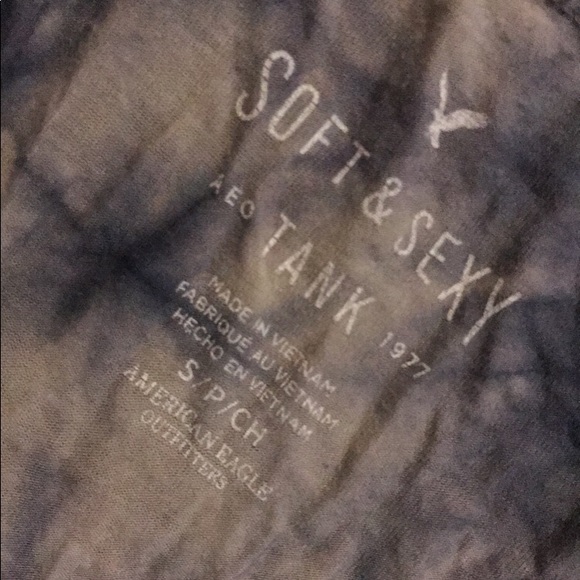 SOFT & SEXY
AEO TANK 1977
MADE IN VIETNAM
FABRIQUÉ AU VIETNAM
HECHO EN VIETNAM
S/P/CH
AMERICAN EAGLE
OUTFITTERS